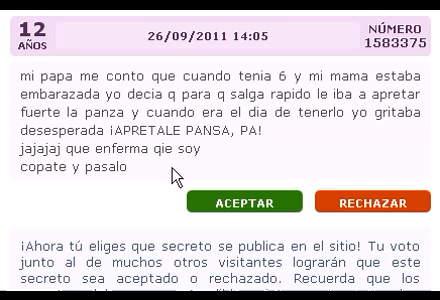 12
AÑOS
26/09/2011 14:05
NÚMERO
1583375
mi papa me conto que cuando tenia 6 y mi mama estaba
embarazada yo decia q para q salga rapido le iba a apretar
fuerte la panza y cuando era el dia de tenerlo yo gritaba
desesperada ¡APRETALE PANSA, PA!
jajajaj que enferma qie soy
copate y pasalo
ACEPTAR
RECHAZAR
¡Ahora tú eliges que secreto se publica en el sitio! Tu voto
junto al de muchos otros visitantes lograrán que este
secreto sea aceptado o rechazado. Recuerda que los